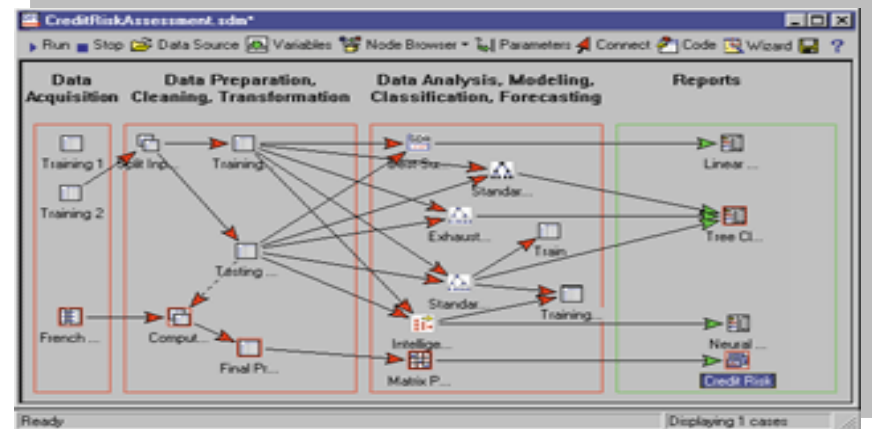 CreditRiskAssessment.sdm*
Run Stop Data Source Variables Node Browser Parameters Connect Code Wizard ?
Data Acquisition
Data Preparation, Cleaning, Transformation
Data Analysis, Modeling, Classification, Forecasting
Reports
Training 1
Split Inp...
Training
Linear ...
Standar...
Training 2
Exhaust...
Tree Cl...
Train
Testing ...
Standar...
Training...
French ...
Comput...
Intellige...
Neural ...
Final Pr...
Matrix P...
Credit Risk
Ready
Displaying 1 cases